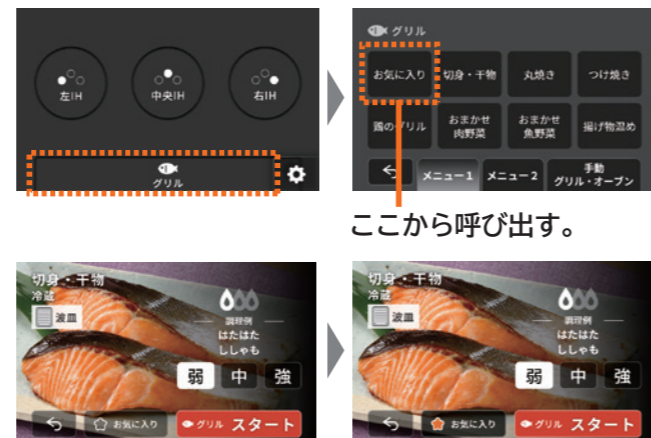 左IH
中央IH
右IH
グリル
グリル
お気に入り
切身・干物
丸焼き
つけ焼き
鶏のグリル
おまかせ
肉野菜
おまかせ
魚野菜
揚げ物温め
メニュー1
メニュー2
手動
グリル・オーブン
ここから呼び出す。
切身・干物
冷蔵
波皿
調理例
はたはた
ししゃも
弱
中
強
お気に入り
グリル スタート
切身・干物
冷蔵
波皿
調理例
はたはた
ししゃも
弱
中
強
お気に入り
グリル スタート